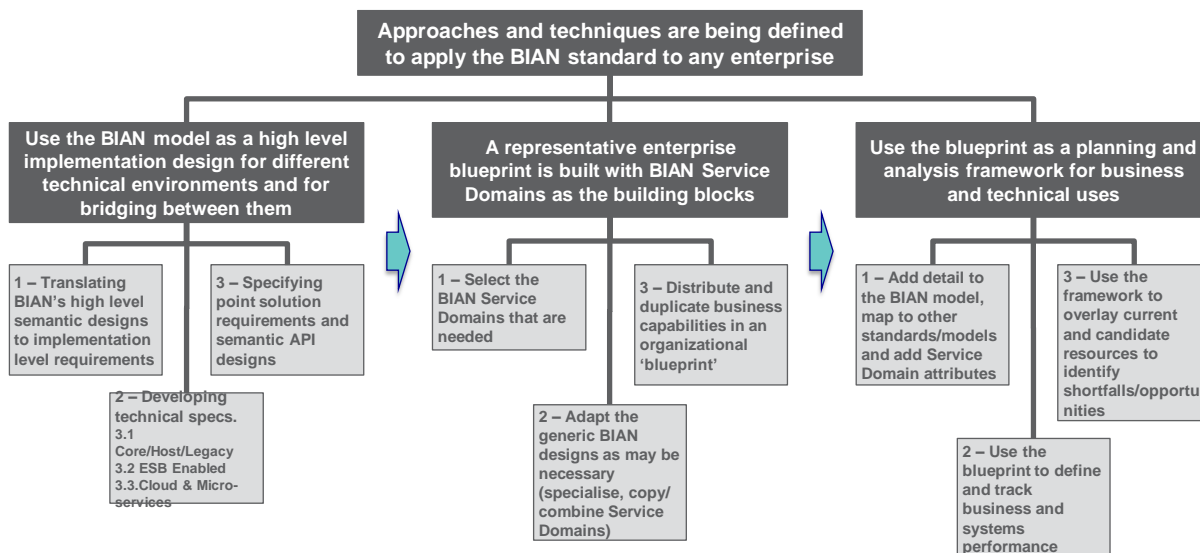 Approaches and techniques are being defined
to apply the BIAN standard to any enterprise
Use the BIAN model as a high level
implementation design for different
technical environments and for
bridging between them
A representative enterprise
blueprint is built with BIAN Service
Domains as the building blocks
Use the blueprint as a planning and
analysis framework for business
and technical uses
1 – Translating
BIAN's high level
semantic designs
to implementation
level requirements
3 – Specifying
point solution
requirements and
semantic API
designs
2 – Developing
technical specs.
3.1
Core/Host/Legacy
3.2 ESB Enabled
3.3.Cloud & Micro-
services
1 – Select the
BIAN Service
Domains that are
needed
3 – Distribute and
duplicate business
capabilities in an
organizational
‘blueprint’
2 – Adapt the
generic BIAN
designs as may be
necessary
(specialise, copy/
combine Service
Domains)
1 – Add detail to
the BIAN model,
map to other
standards/models
and add Service
Domain attributes
3 – Use the
framework to
overlay current
and candidate
resources to
identify
shortfalls/opportu
nities
2 – Use the
blueprint to define
and track
business and
systems
performance